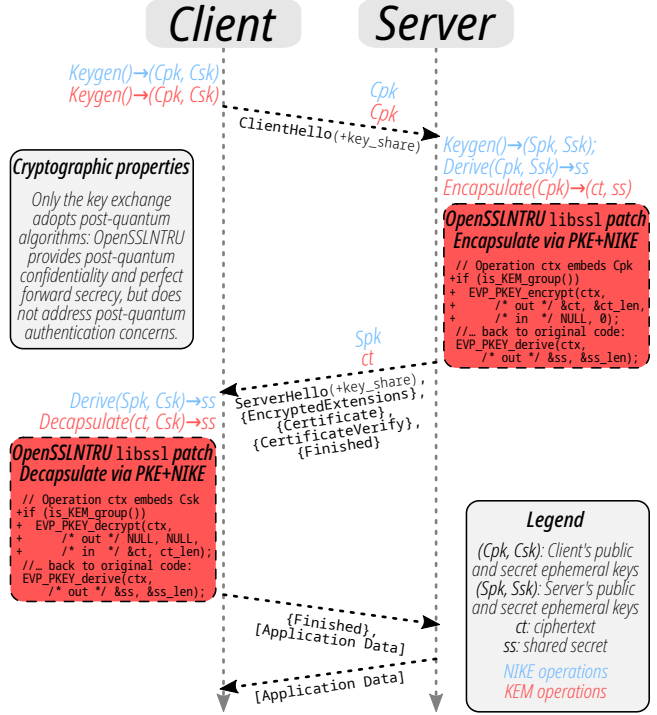 Client
Server
Keygen()→(Cpk, Csk)
Keygen()→(Cpk, Csk)
Cpk
Cpk
ClientHello(+key_share)
Keygen()→(Spk, Ssk);
Derive(Cpk, Ssk)→ss
Encapsulate(Cpk)→(ct, ss)
Cryptographic properties
Only the key exchange
adopts post-quantum
algorithms: OpenSSLNTRU
provides post-quantum
confidentiality and perfect
forward secrecy, but does
not address post-quantum
authentication concerns.
OpenSSLNTRU libssl patch
Encapsulate via PKE+NIKE
// Operation ctx embeds Cpk
+if (is_KEM_group())
+  EVP_PKEY_encrypt(ctx,
+      /* out */ &ct, &ct_len,
+      /* in  */ NULL, 0);
//… back to original code:
EVP_PKEY_derive(ctx,
/* out */ &ss, &ss_len);
Spk
ct
ServerHello(+key_share),
{EncryptedExtensions},
{Certificate},
{CertificateVerify},
{Finished}
Derive(Spk, Csk)→ss
Decapsulate(ct, Csk)→ss
OpenSSLNTRU libssl patch
Decapsulate via PKE+NIKE
// Operation ctx embeds Csk
+if (is_KEM_group())
+  EVP_PKEY_decrypt(ctx,
+      /* out */ NULL, NULL,
+      /* in  */ &ct, ct_len);
//… back to original code:
EVP_PKEY_derive(ctx,
/* out */ &ss, &ss_len);
{Finished},
[Application Data]
[Application Data]
Legend
(Cpk, Csk): Client's public
and secret ephemeral keys
(Spk, Ssk): Server's public
and secret ephemeral keys
ct: ciphertext
ss: shared secret
NIKE operations
KEM operations